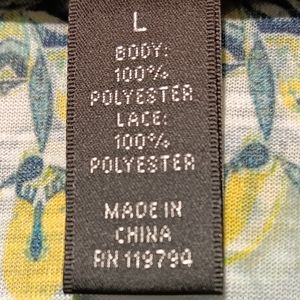 L
BODY:
100%
POLYESTER
LACE:
100%
POLYESTER
MADE IN
CHINA
RN 119794